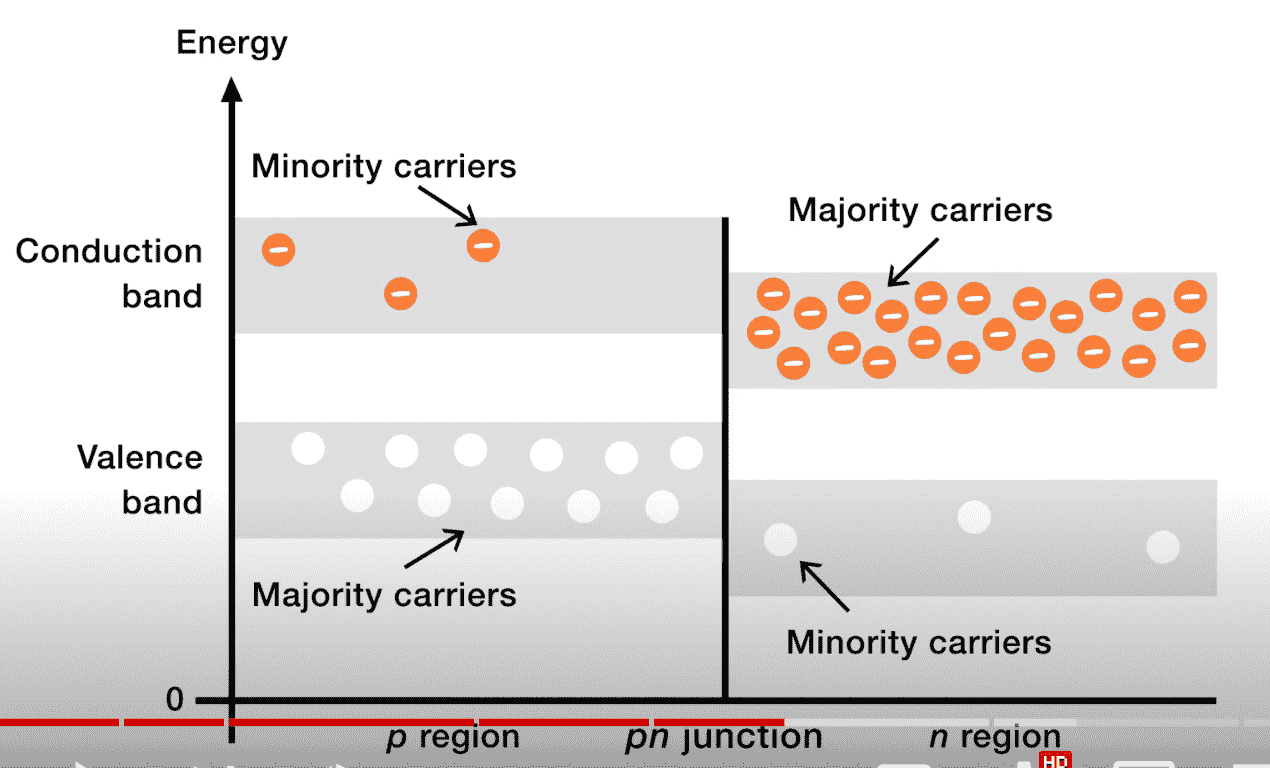 Energy
Minority carriers
Majority carriers
Conduction
band
Valence
band
Majority carriers
Minority carriers
0
p region
pn junction
n region
HD